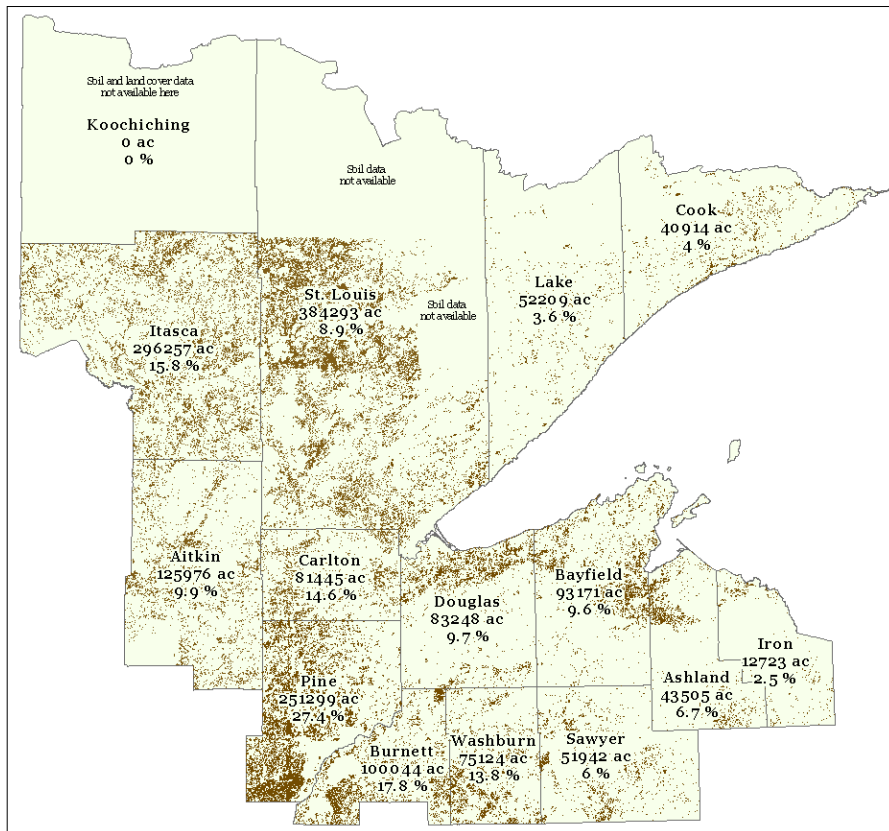 Soil and land cover data
not available here
Koochiching
0 ac
0 %
Soil data
not available
Cook
40914 ac
4 %
Lake
52209 ac
3.6 %
St. Louis
384293 ac
8.9 %
Soil data
not available
Itasca
296257 ac
15.8 %
Aitkin
125976 ac
9.9 %
Carlton
81445 ac
14.6 %
Bayfield
93171 ac
9.6 %
Douglas
83248 ac
9.7 %
Iron
12723 ac
2.5 %
Ashland
43505 ac
6.7 %
Pine
251299 ac
27.4 %
Burnett
100044 ac
17.8 %
Washburn
75124 ac
13.8 %
Sawyer
51942 ac
6 %